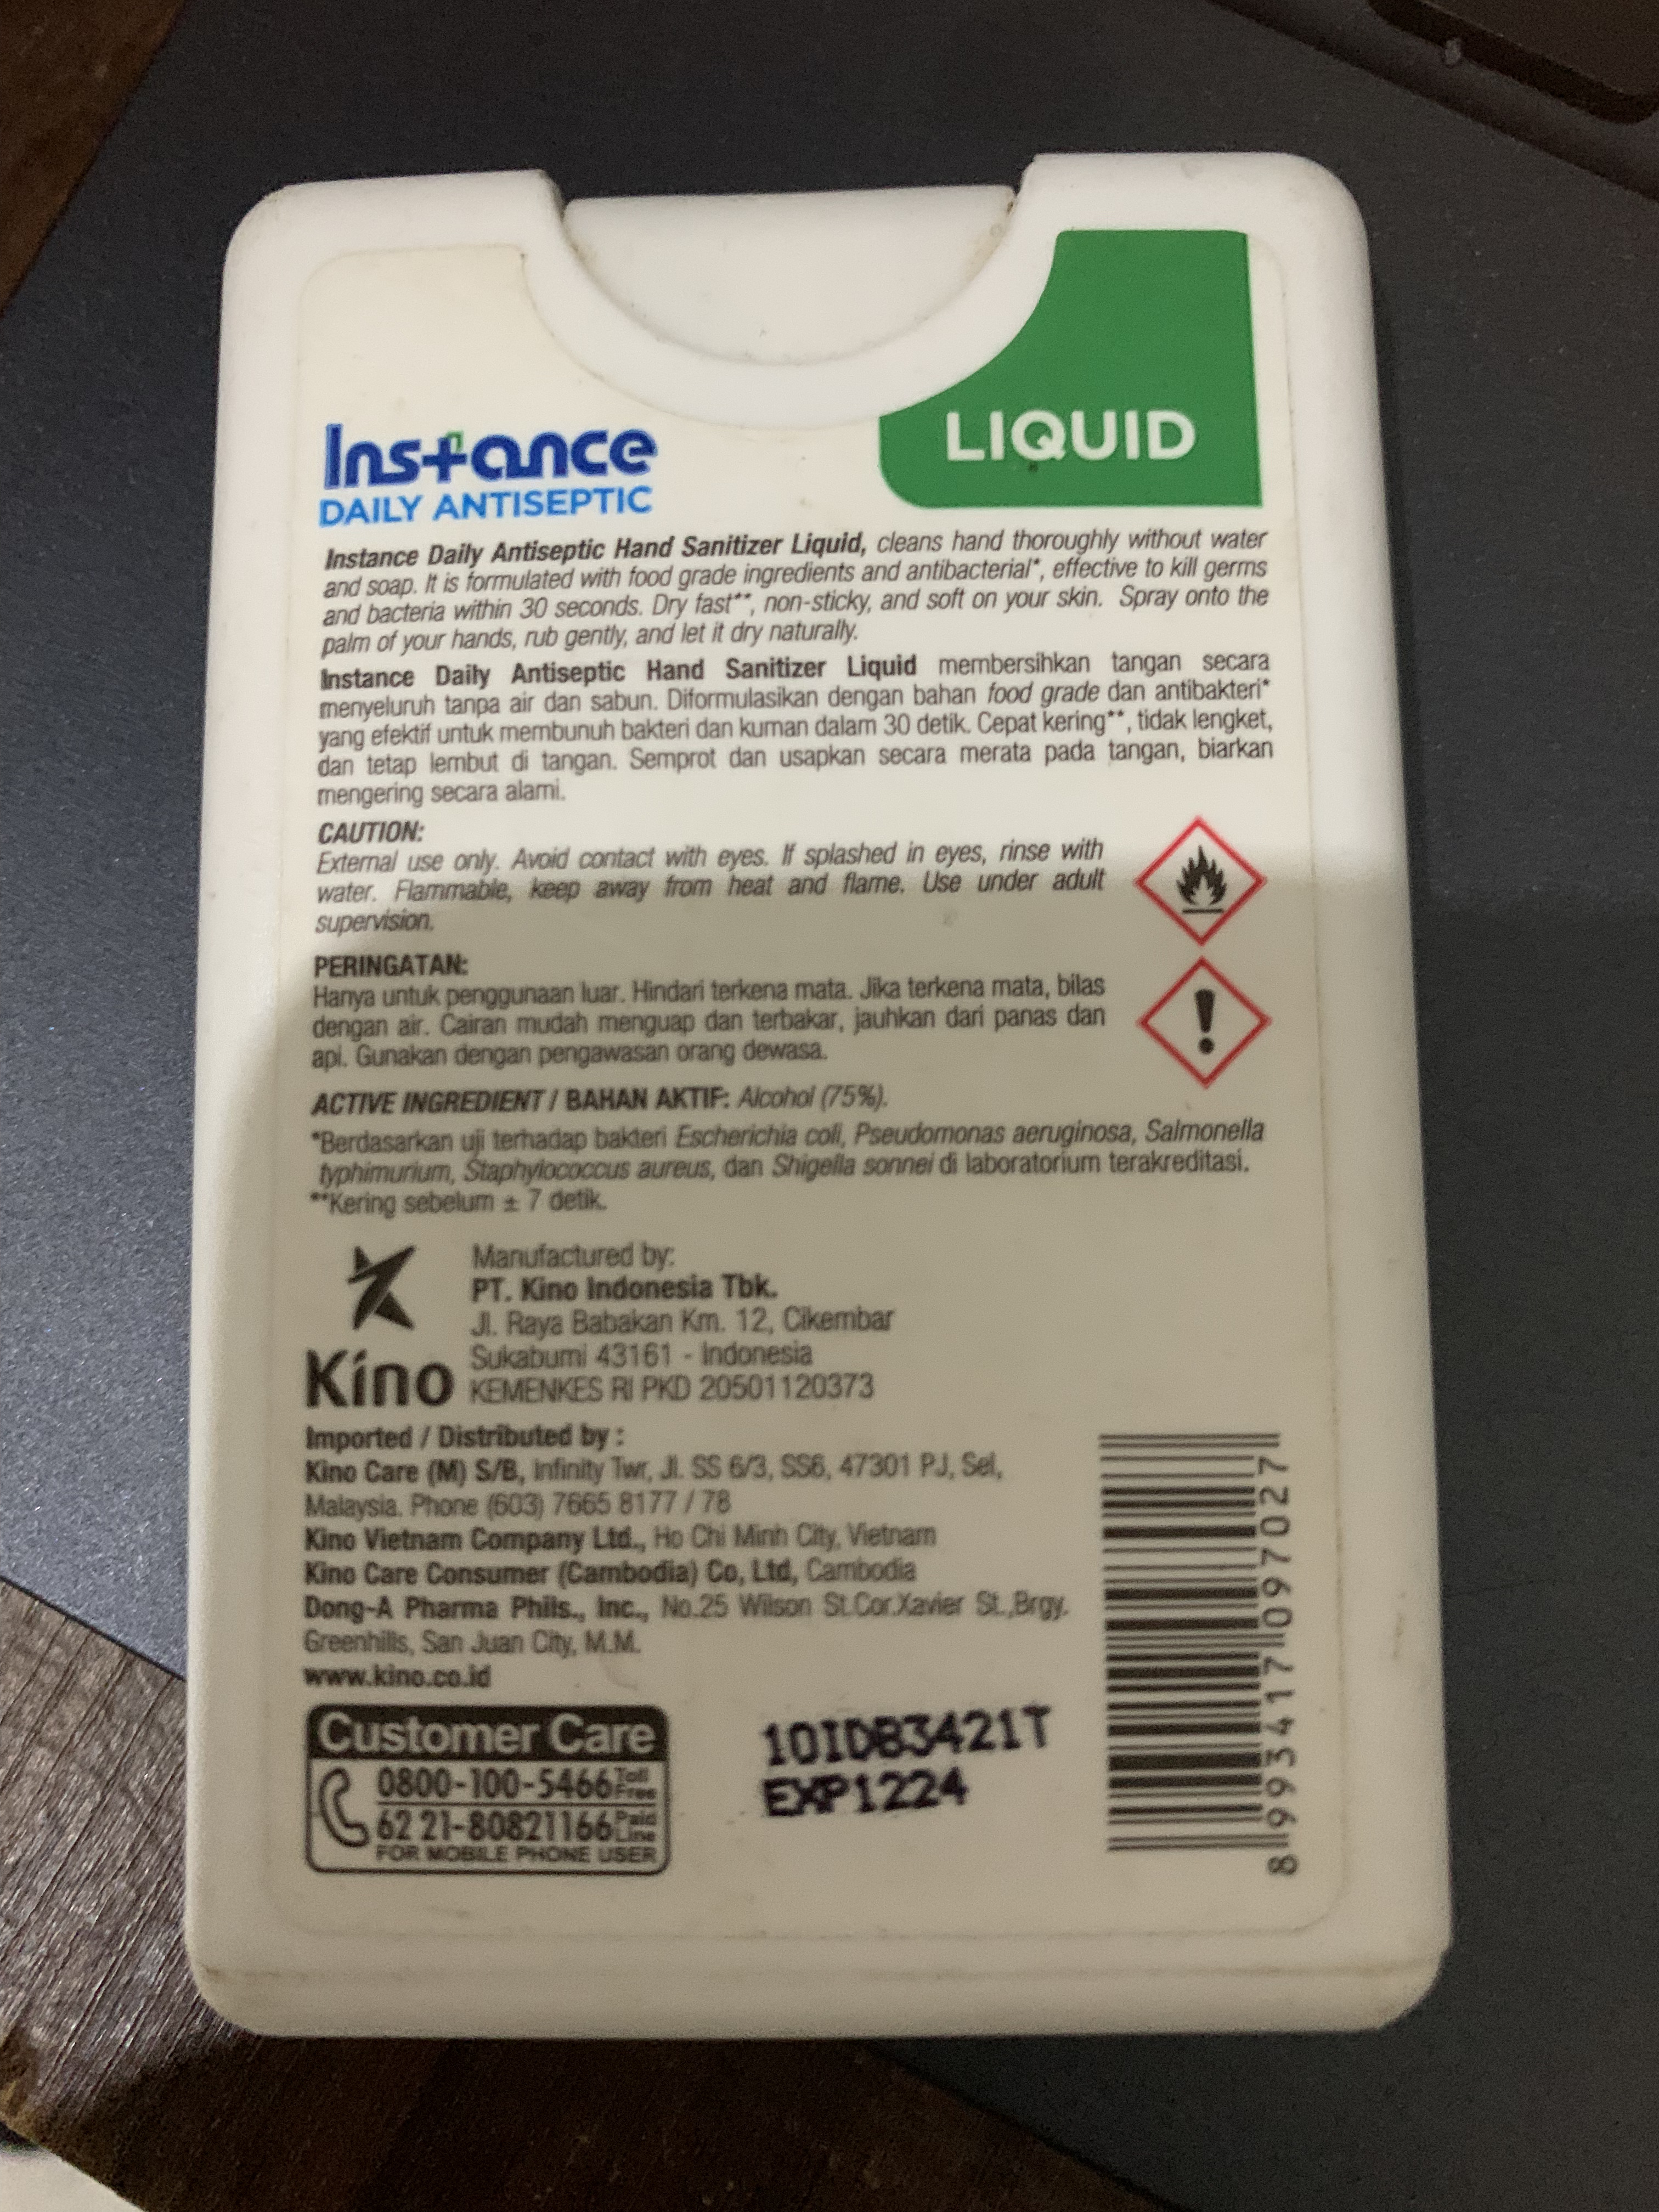 Instance
DAILY ANTISEPTIC
LIQUID
Instance Daily Antiseptic Hand Sanitizer Liquid, cleans hand thoroughly without water
and soap. It is formulated with food grade ingredients and antibacterial*, effective to kill germs
and bacteria within 30 seconds. Dry fast**, non-sticky, and soft on your skin. Spray onto the
palm of your hands, rub gently, and let it dry naturally.
Instance Daily Antiseptic Hand Sanitizer Liquid membersihkan tangan secara
menyeluruh tanpa air dan sabun. Diformulasikan dengan bahan food grade dan antibakteri*
yang efektif untuk membunuh bakteri dan kuman dalam 30 detik. Cepat kering**, tidak lengket,
dan tetap lembut di tangan. Semprot dan usapkan secara merata pada tangan, biarkan
mengering secara alami.
CAUTION:
External use only. Avoid contact with eyes. If splashed in eyes, rinse with
water. Flammable, keep away from heat and flame. Use under adult
supervision.
PERINGATAN:
Hanya untuk penggunaan luar. Hindari terkena mata. Jika terkena mata, bilas
dengan air. Cairan mudah menguap dan terbakar, jauhkan dari panas dan
api. Gunakan dengan pengawasan orang dewasa.
ACTIVE INGREDIENT / BAHAN AKTIF: Alcohol (75%).
*Berdasarkan uji terhadap bakteri Escherichia coli, Pseudomonas aeruginosa, Salmonella
typhimurium, Staphylococcus aureus, dan Shigella sonnei di laboratorium terakreditasi.
**Kering sebelum ± 7 detik.
Kino
Manufactured by:
PT. Kino Indonesia Tbk.
Jl. Raya Babakan Km. 12, Cikembar
Sukabumi 43161 - Indonesia
KEMENKES RI PKD 20501120373
Imported / Distributed by :
Kino Care (M) S/B, Infinity Twr, Jl. SS 6/3, SS6, 47301 PJ, Sel,
Malaysia. Phone (603) 7665 8177 / 78
Kino Vietnam Company Ltd., Ho Chi Minh City, Vietnam
Kino Care Consumer (Cambodia) Co, Ltd, Cambodia
Dong-A Pharma Phils., Inc., No.25 Wilson St.Cor.Xavier St.,Brgy.
Greenhills, San Juan City, M.M.
www.kino.co.id
Customer Care
0800-100-5466 Toll Free
62 21-80821166 Paid Line
FOR MOBILE PHONE USER
10IDB3421T
EXP1224
8 993417 097027